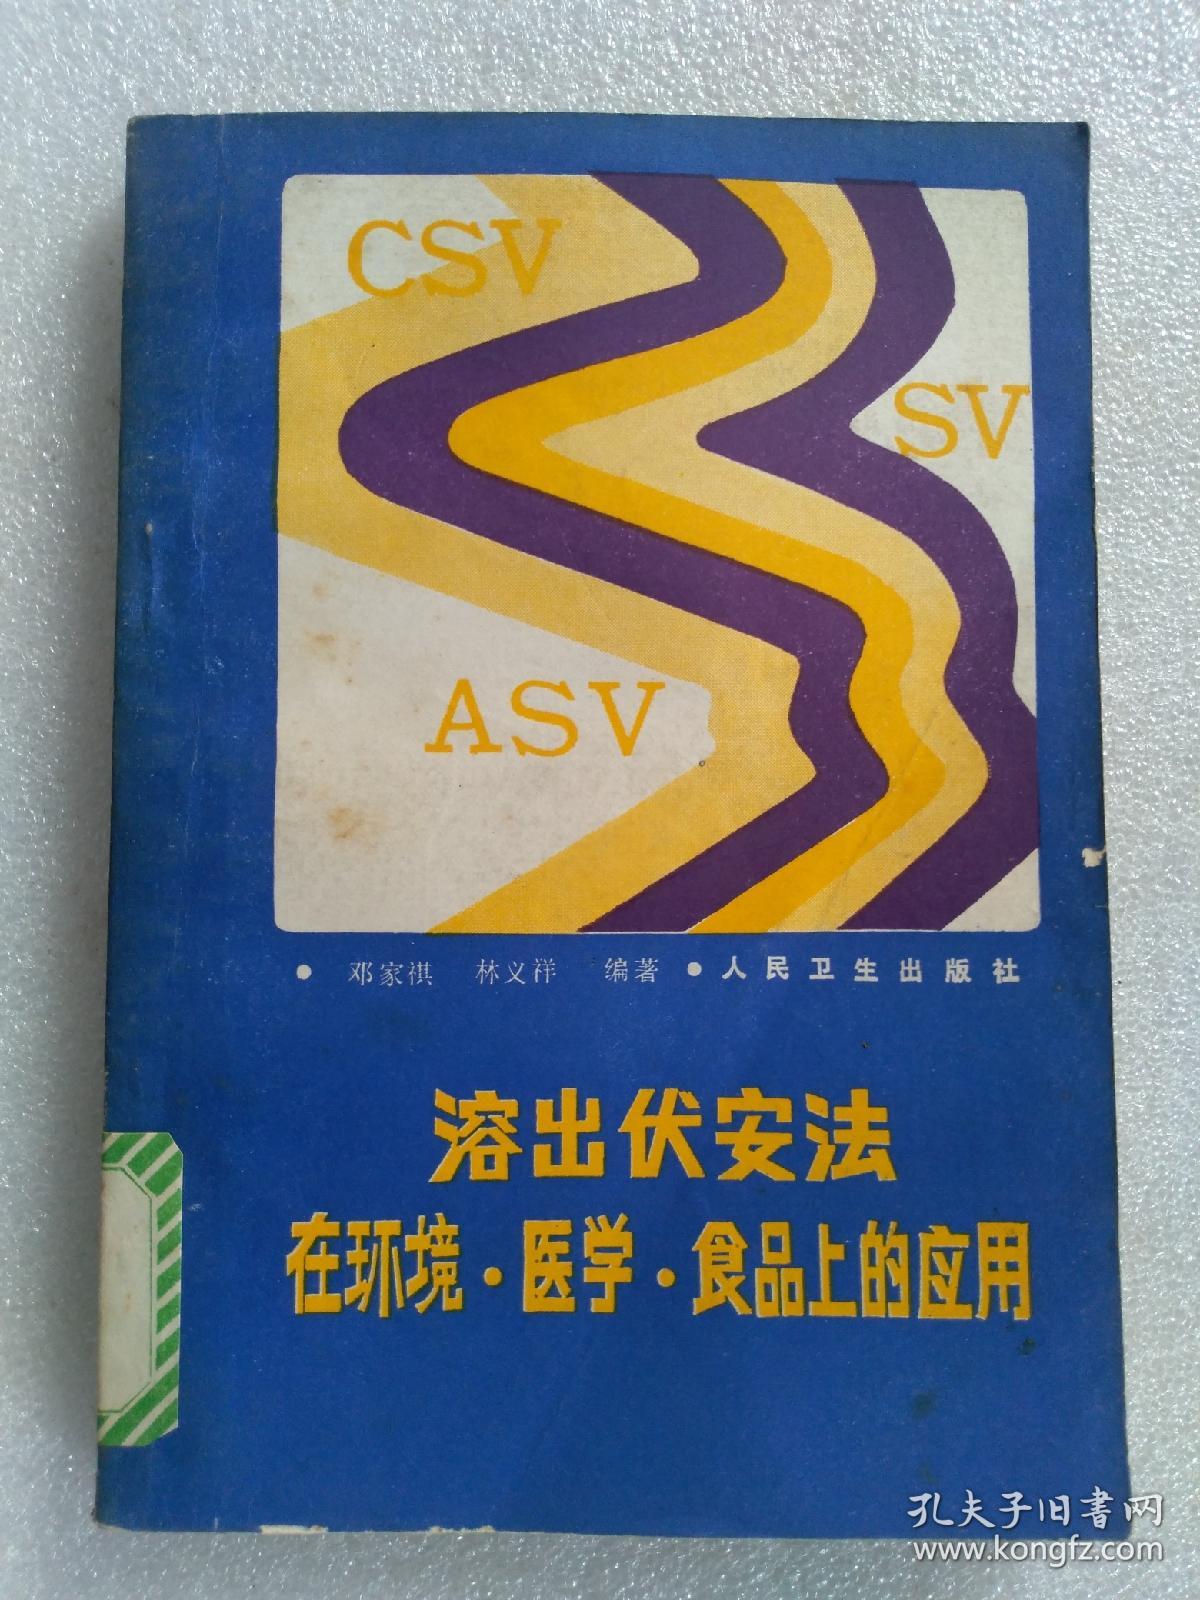 CSV
SV
ASV
• 邓家祺 林义祥 编著 • 人民卫生出版社
溶出伏安法
在环境·医学·食品上的应用
孔夫子旧书网
www.kongfz.com